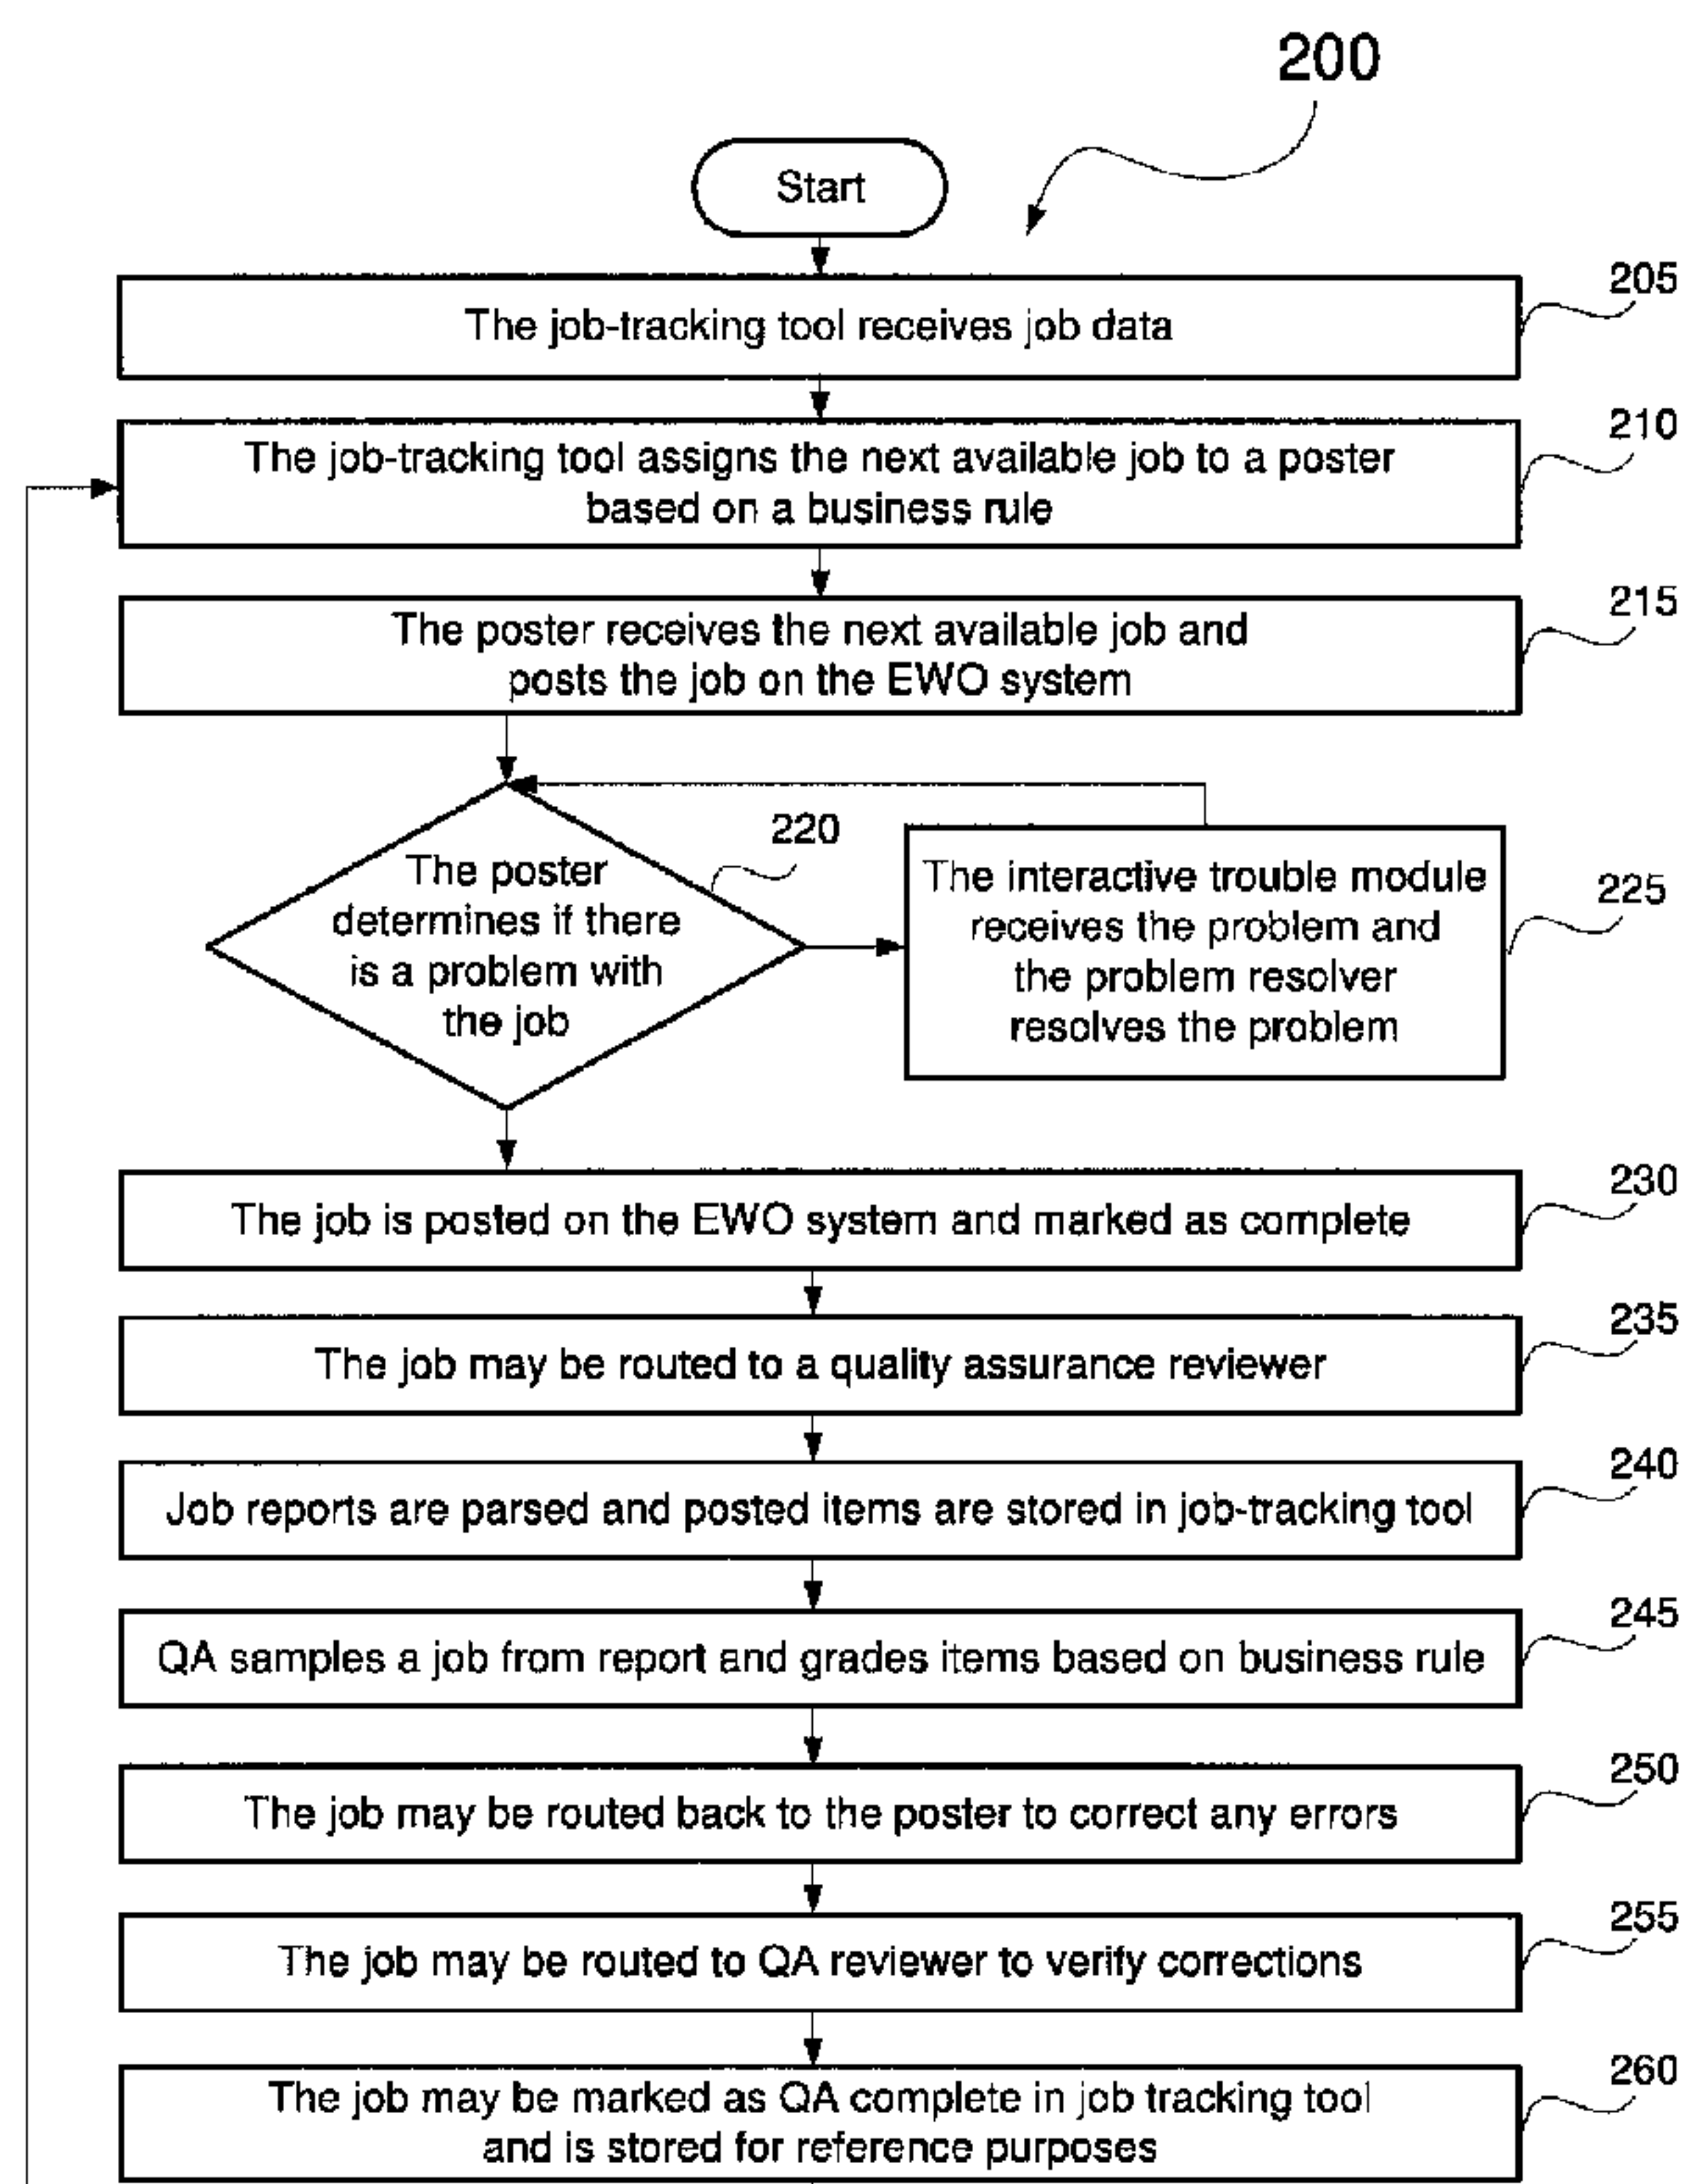 200
Start
205
The job-tracking tool receives job data
210
The job-tracking tool assigns the next available job to a poster
based on a business rule
215
The poster receives the next available job and
posts the job on the EWO system
220
The poster
determines if there
is a problem with
the job
The interactive trouble module
receives the problem and
the problem resolver
resolves the problem
225
230
The job is posted on the EWO system and marked as complete
235
The job may be routed to a quality assurance reviewer
240
Job reports are parsed and posted items are stored in job-tracking tool
245
QA samples a job from report and grades items based on business rule
250
The job may be routed back to the poster to correct any errors
255
The job may be routed to QA reviewer to verify corrections
260
The job may be marked as QA complete in job tracking tool
and is stored for reference purposes